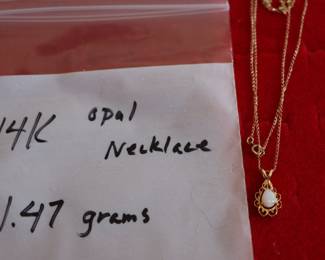 14K opal
Necklace
1.47 grams